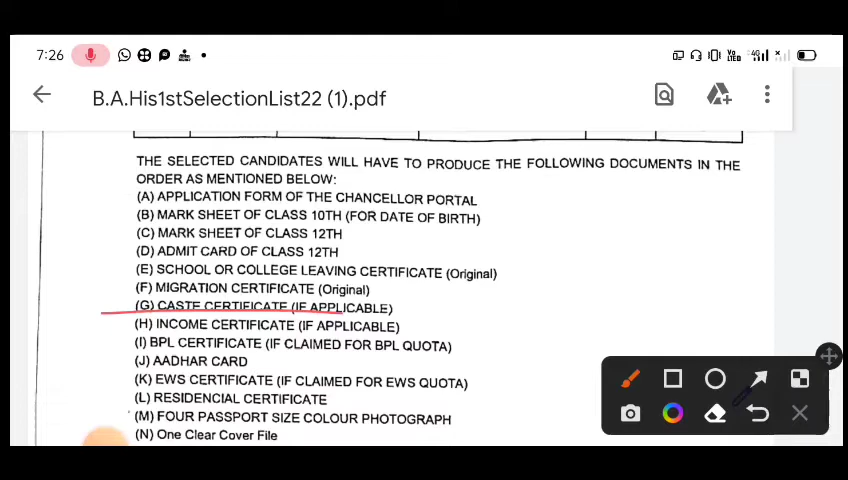 7:26
B.A.His1stSelectionList22 (1).pdf
THE SELECTED CANDIDATES WILL HAVE TO PRODUCE THE FOLLOWING DOCUMENTS IN THE
ORDER AS MENTIONED BELOW:
(A) APPLICATION FORM OF THE CHANCELLOR PORTAL
(B) MARK SHEET OF CLASS 10TH (FOR DATE OF BIRTH)
(C) MARK SHEET OF CLASS 12TH
(D) ADMIT CARD OF CLASS 12TH
(E) SCHOOL OR COLLEGE LEAVING CERTIFICATE (Original)
(F) MIGRATION CERTIFICATE (Original)
(G) CASTE CERTIFICATE (IF APPLICABLE)
(H) INCOME CERTIFICATE (IF APPLICABLE)
(I) BPL CERTIFICATE (IF CLAIMED FOR BPL QUOTA)
(J) AADHAR CARD
(K) EWS CERTIFICATE (IF CLAIMED FOR EWS QUOTA)
(L) RESIDENCIAL CERTIFICATE
(M) FOUR PASSPORT SIZE COLOUR PHOTOGRAPH
(N) One Clear Cover File